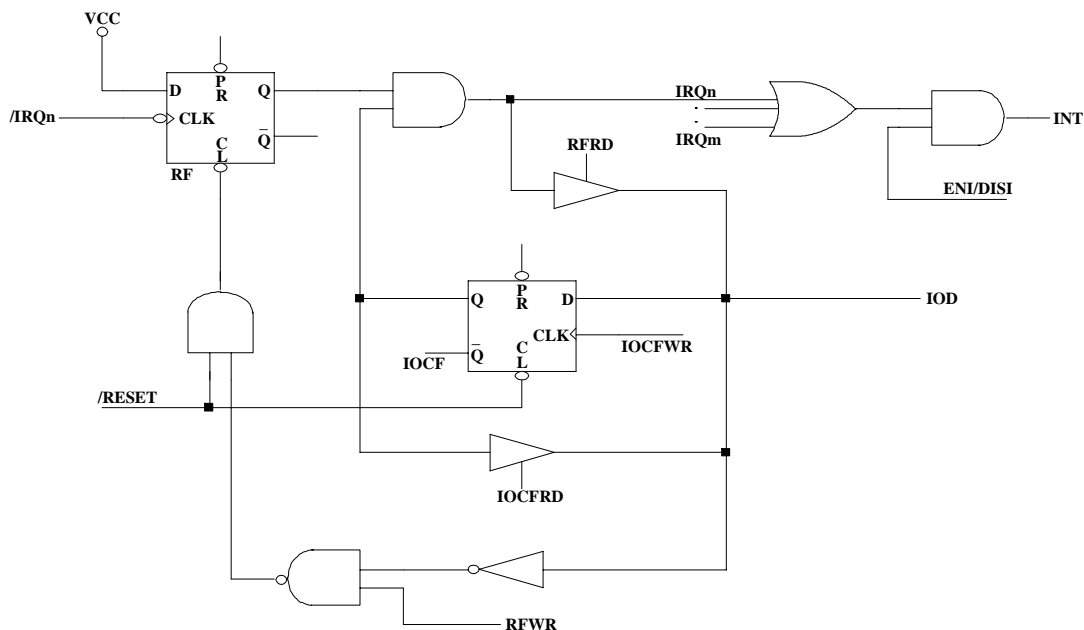 VCC
P
R
D
Q
/IRQn
CLK
Q
C
L
RF
IRQn
:
IRQm
INT
RFRD
ENI/DISI
Q
P
R
D
IOD
CLK
IOCFWR
IOCF
Q
C
L
/RESET
IOCFRD
RFWR